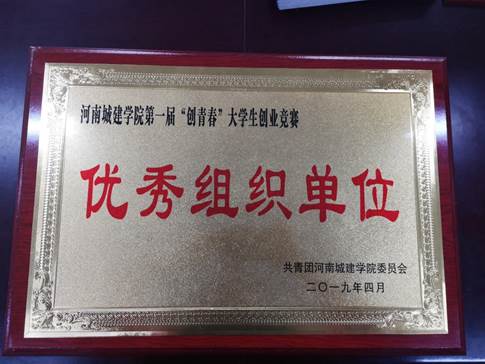 河南城建学院第一届“创青春”大学生创业竞赛
优秀组织单位
共青团河南城建学院委员会
二〇一九年四月